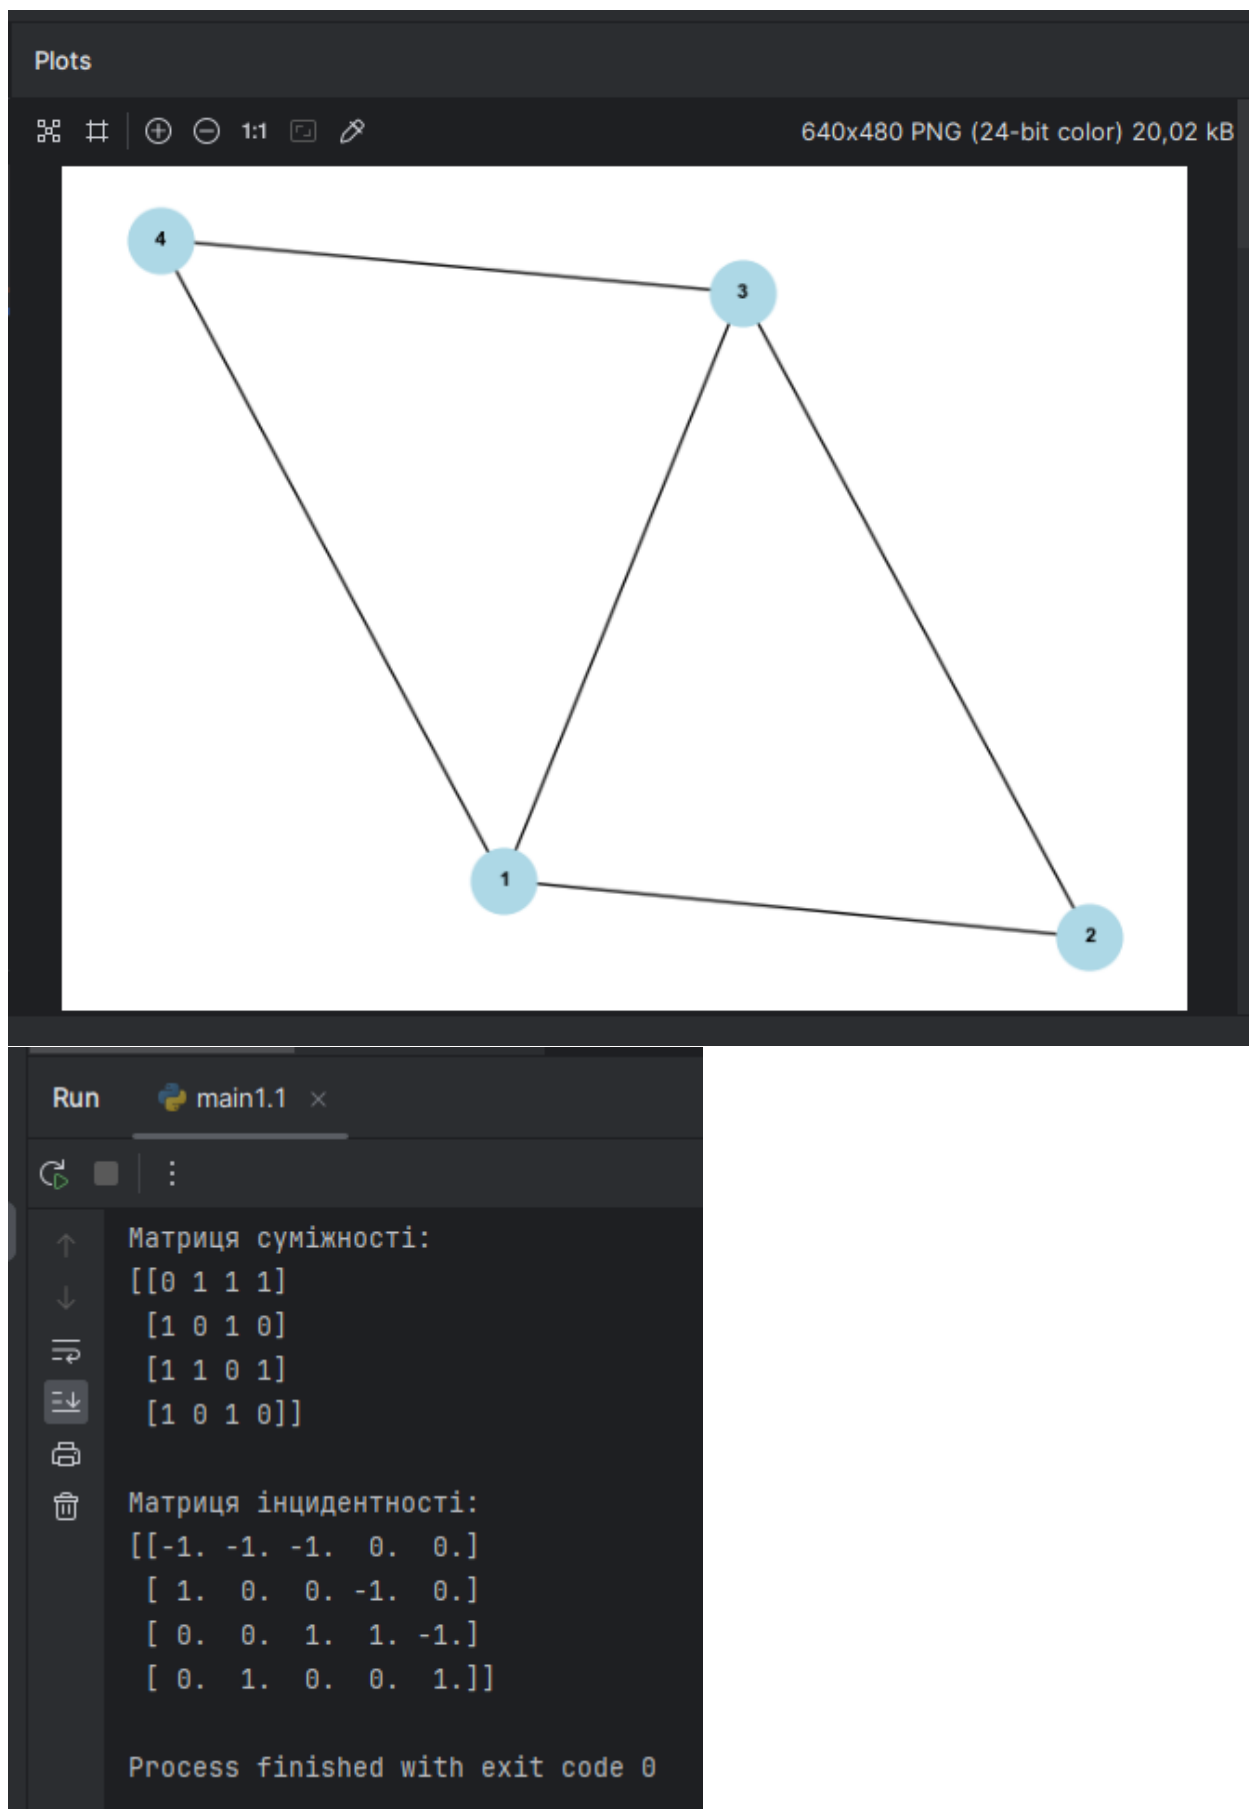 Plots
1:1
640x480 PNG (24-bit color) 20,02 kB
4
3
1
2
Run main1.1
Матриця суміжності:
[[0 1 1 1]
[1 0 1 0]
[1 1 0 1]
[1 0 1 0]]
Матриця інцидентності:
[[-1. -1. -1. 0. 0.]
[ 1. 0. 0. -1. 0.]
[ 0. 0. 1. 1. -1.]
[ 0. 1. 0. 0. 1.]]
Process finished with exit code 0